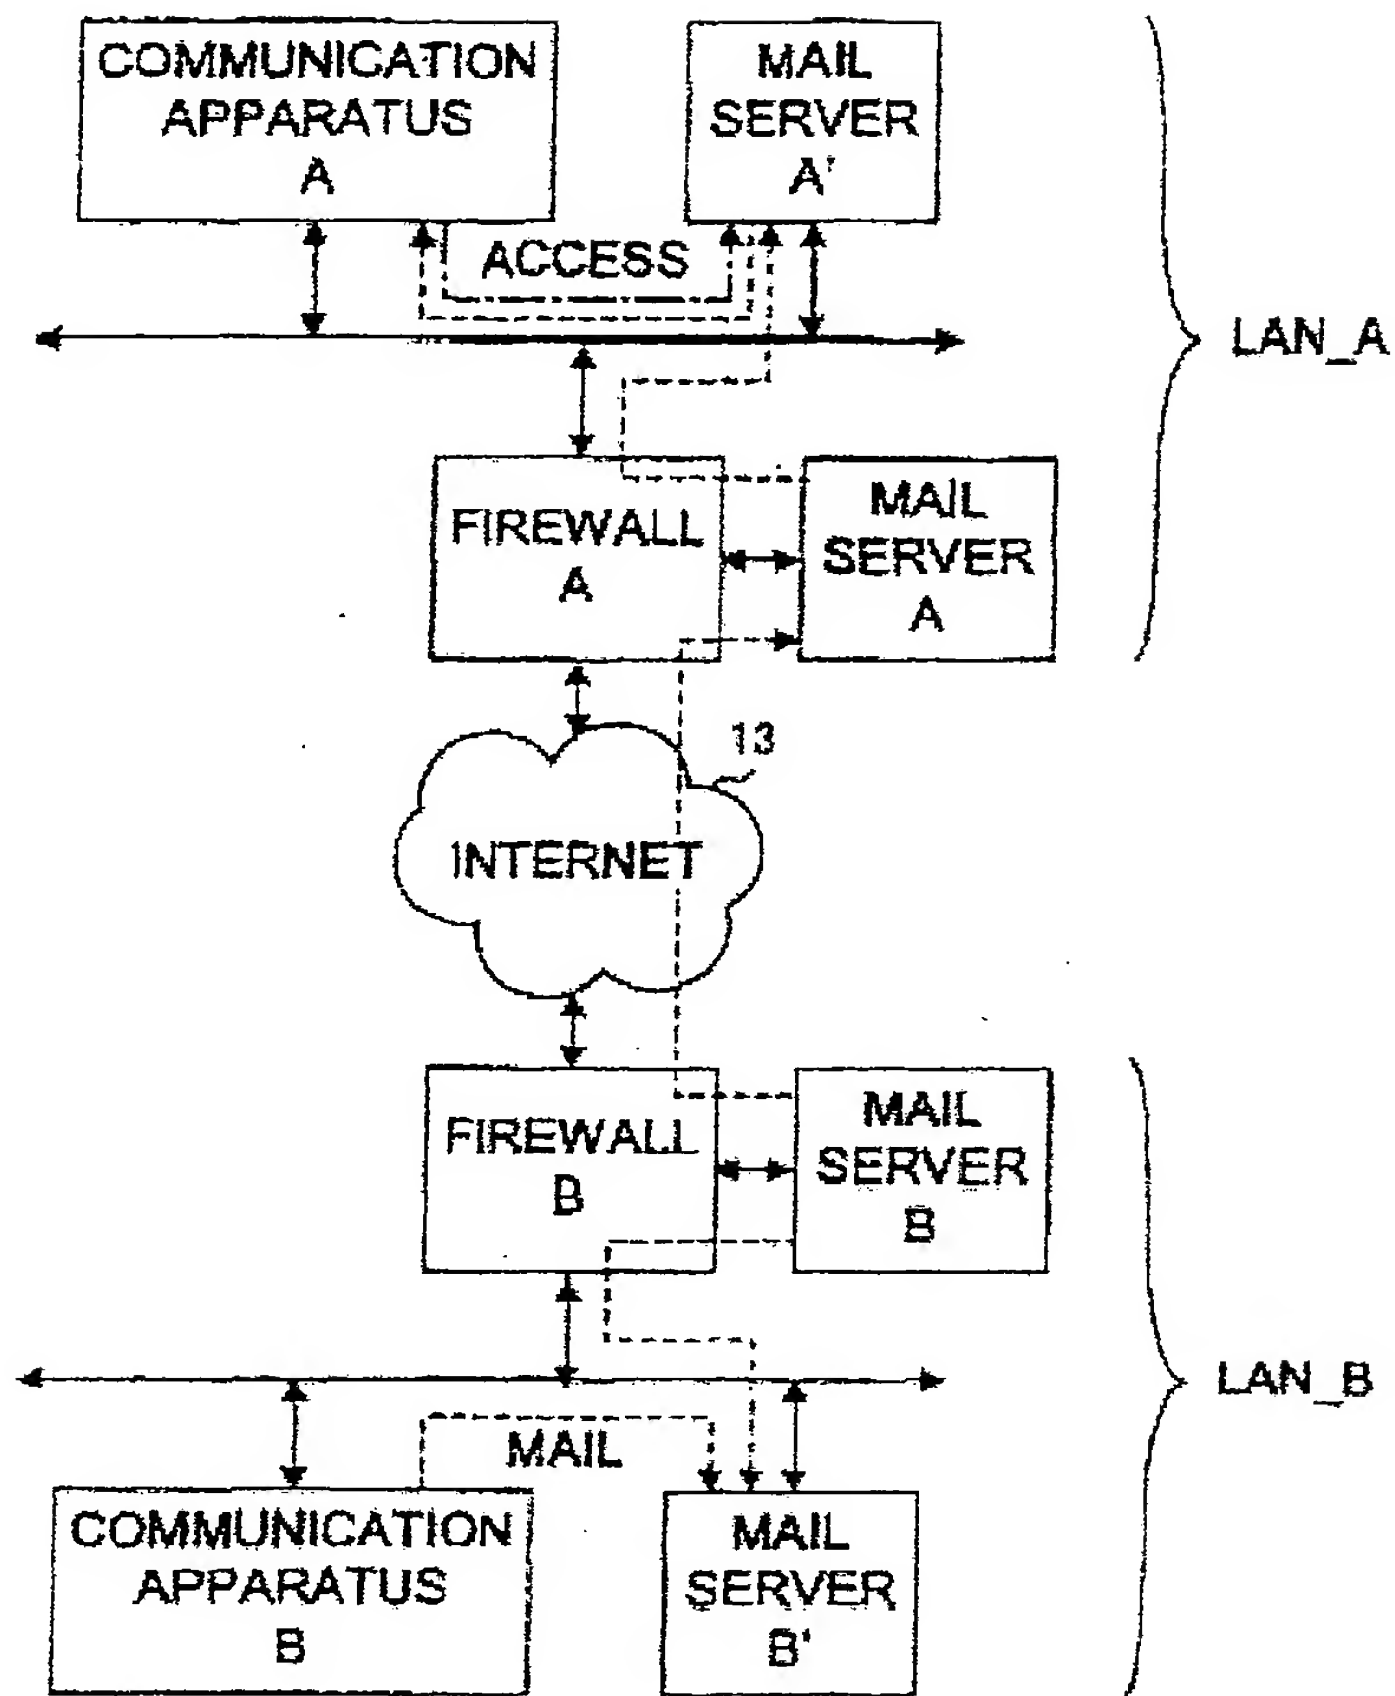 COMMUNICATION
APPARATUS
A
MAIL
SERVER
A'
ACCESS
LAN_A
FIREWALL
A
MAIL
SERVER
A
13
INTERNET
FIREWALL
B
MAIL
SERVER
B
LAN_B
MAIL
COMMUNICATION
APPARATUS
B
MAIL
SERVER
B'